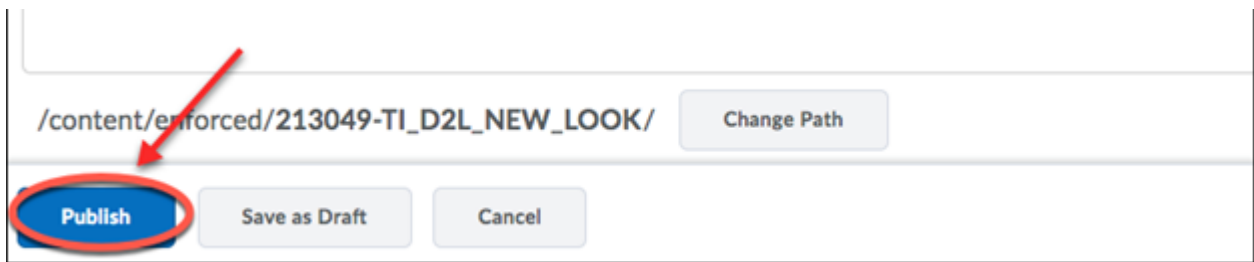 /content/enforced/213049-TI_D2L_NEW_LOOK/ Change Path
Publish Save as Draft Cancel